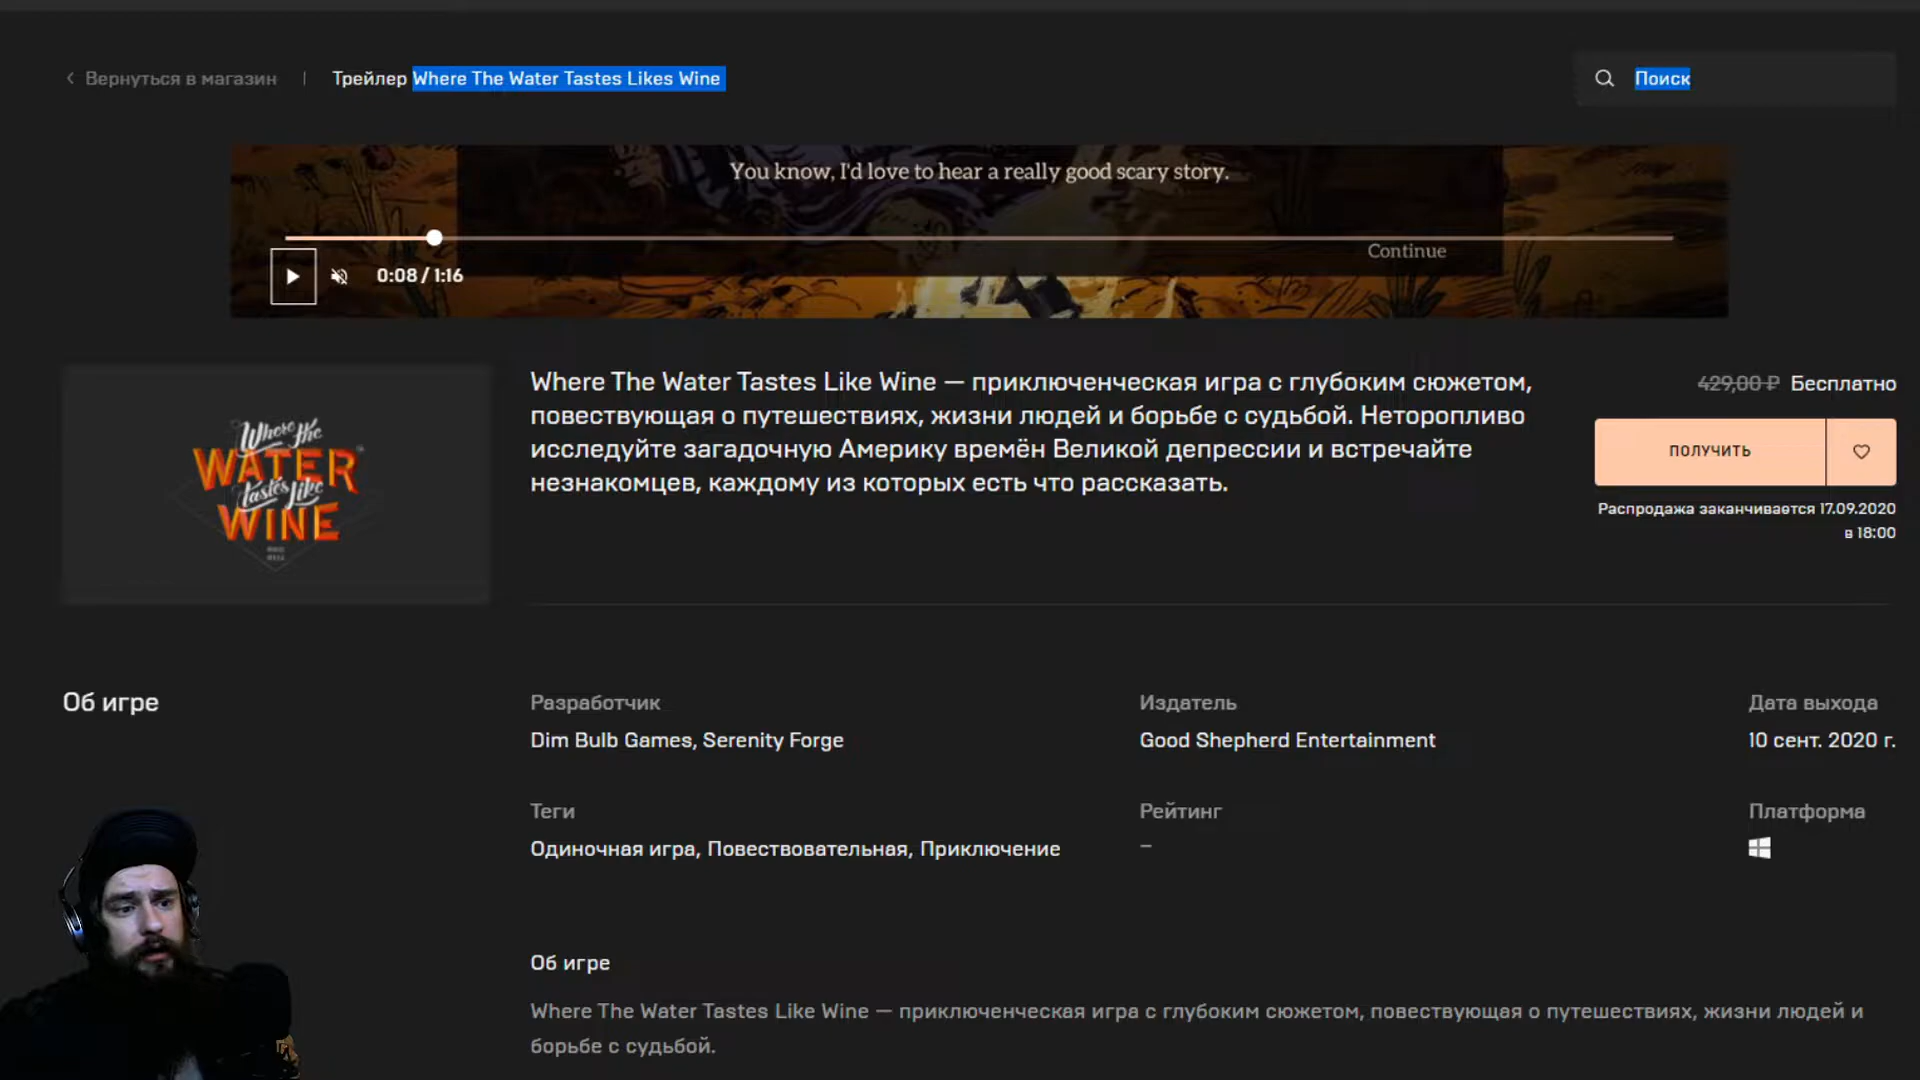 Вернуться в магазин | Трейлер Where The Water Tastes Likes Wine
Поиск
You know, I'd love to hear a really good scary story.
Continue
0:08 / 1:16
Where the
WATER
tastes like
WINE
Where The Water Tastes Like Wine — приключенческая игра с глубоким сюжетом,
повествующая о путешествиях, жизни людей и борьбе с судьбой. Неторопливо
исследуйте загадочную Америку времён Великой депрессии и встречайте
незнакомцев, каждому из которых есть что рассказать.
429,00 ₽ Бесплатно
ПОЛУЧИТЬ
Распродажа заканчивается 17.09.2020
в 18:00
Об игре
Разработчик
Dim Bulb Games, Serenity Forge
Издатель
Good Shepherd Entertainment
Дата выхода
10 сент. 2020 г.
Теги
Одиночная игра, Повествовательная, Приключение
Рейтинг
–
Платформа
Об игре
Where The Water Tastes Like Wine — приключенческая игра с глубоким сюжетом, повествующая о путешествиях, жизни людей и
борьбе с судьбой.